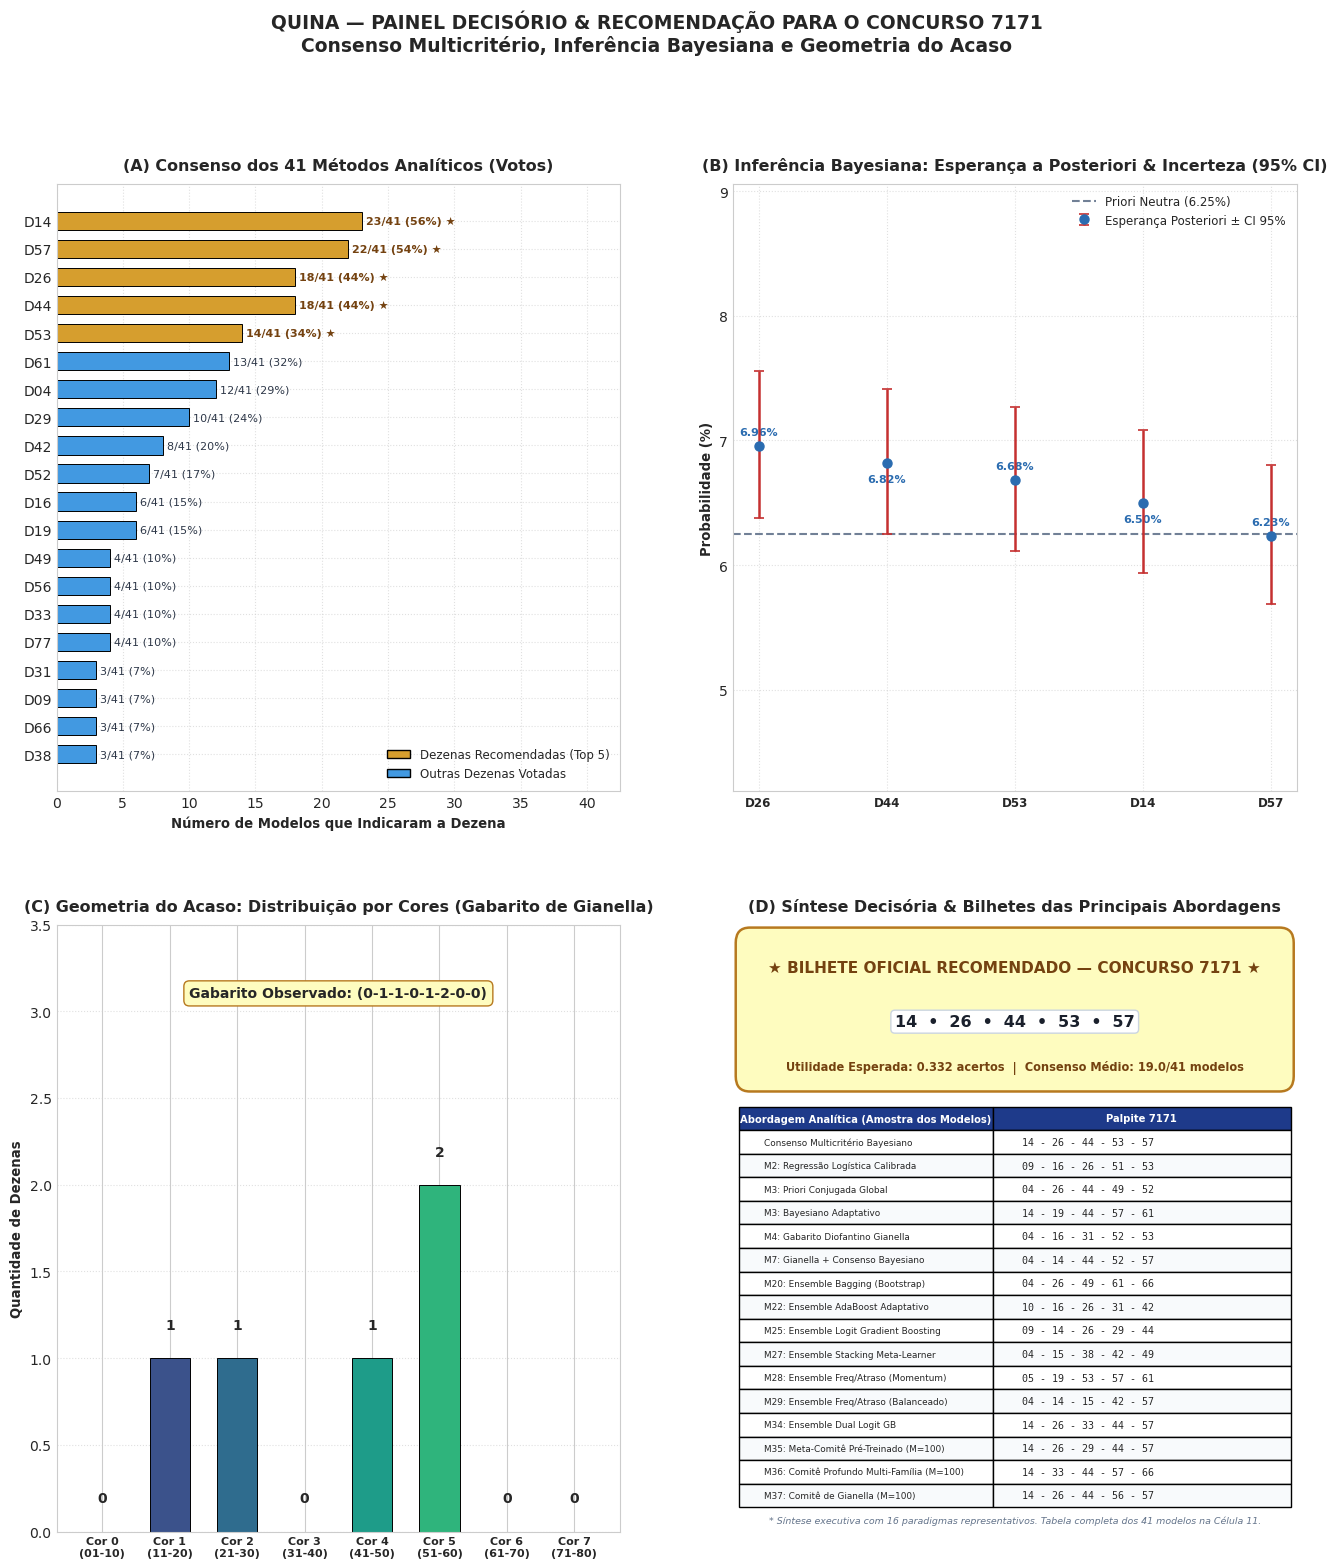 QUINA — PAINEL DECISÓRIO & RECOMENDAÇÃO PARA O CONCURSO 7171
Consenso Multicritério, Inferência Bayesiana e Geometria do Acaso
(A) Consenso dos 41 Métodos Analíticos (Votos)
D14 23/41 (56%) ★
D57 22/41 (54%) ★
D26 18/41 (44%) ★
D44 18/41 (44%) ★
D53 14/41 (34%) ★
D61 13/41 (32%)
D04 12/41 (29%)
D29 10/41 (24%)
D42 8/41 (20%)
D52 7/41 (17%)
D16 6/41 (15%)
D19 6/41 (15%)
D49 4/41 (10%)
D56 4/41 (10%)
D33 4/41 (10%)
D77 4/41 (10%)
D31 3/41 (7%)
D09 3/41 (7%)
D66 3/41 (7%)
D38 3/41 (7%)
Dezenas Recomendadas (Top 5)
Outras Dezenas Votadas
0 5 10 15 20 25 30 35 40
Número de Modelos que Indicaram a Dezena
(B) Inferência Bayesiana: Esperança a Posteriori & Incerteza (95% CI)
Priori Neutra (6.25%)
Esperança Posteriori ± CI 95%
Probabilidade (%)
9
8
7
6
5
6.96%
6.82%
6.68%
6.50%
6.23%
D26 D44 D53 D14 D57
(C) Geometria do Acaso: Distribuição por Cores (Gabarito de Gianella)
Gabarito Observado: (0-1-1-0-1-2-0-0)
Quantidade de Dezenas
3.5
3.0
2.5
2.0
1.5
1.0
0.5
0.0
0 1 1 0 1 2 0 0
Cor 0 Cor 1 Cor 2 Cor 3 Cor 4 Cor 5 Cor 6 Cor 7
(01-10) (11-20) (21-30) (31-40) (41-50) (51-60) (61-70) (71-80)
(D) Síntese Decisória & Bilhetes das Principais Abordagens
★ BILHETE OFICIAL RECOMENDADO — CONCURSO 7171 ★
14 • 26 • 44 • 53 • 57
Utilidade Esperada: 0.332 acertos | Consenso Médio: 19.0/41 modelos
Abordagem Analítica (Amostra dos Modelos) Palpite 7171
Consenso Multicritério Bayesiano 14 - 26 - 44 - 53 - 57
M2: Regressão Logística Calibrada 09 - 16 - 26 - 51 - 53
M3: Priori Conjugada Global 04 - 26 - 44 - 49 - 52
M3: Bayesiano Adaptativo 14 - 19 - 44 - 57 - 61
M4: Gabarito Diofantino Gianella 04 - 16 - 31 - 52 - 53
M7: Gianella + Consenso Bayesiano 04 - 14 - 44 - 52 - 57
M20: Ensemble Bagging (Bootstrap) 04 - 26 - 49 - 61 - 66
M22: Ensemble AdaBoost Adaptativo 10 - 16 - 26 - 31 - 42
M25: Ensemble Logit Gradient Boosting 09 - 14 - 26 - 29 - 44
M27: Ensemble Stacking Meta-Learner 04 - 15 - 38 - 42 - 49
M28: Ensemble Freq/Atraso (Momentum) 05 - 19 - 53 - 57 - 61
M29: Ensemble Freq/Atraso (Balanceado) 04 - 14 - 15 - 42 - 57
M34: Ensemble Dual Logit GB 14 - 26 - 33 - 44 - 57
M35: Meta-Comitê Pré-Treinado (M=100) 14 - 26 - 29 - 44 - 57
M36: Comitê Profundo Multi-Família (M=100) 14 - 33 - 44 - 57 - 66
M37: Comitê de Gianella (M=100) 14 - 26 - 44 - 56 - 57
* Síntese executiva com 16 paradigmas representativos. Tabela completa dos 41 modelos na Célula 11.